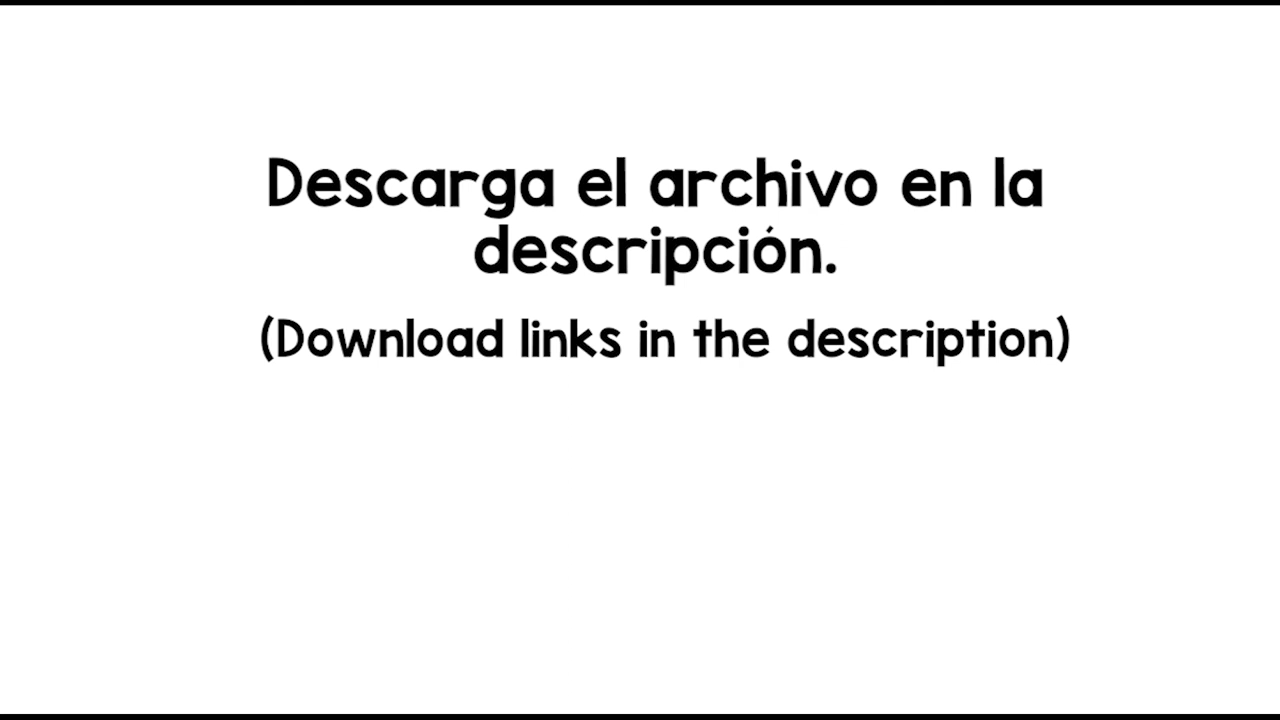 Descarga el archivo en la
descripción.
(Download links in the description)